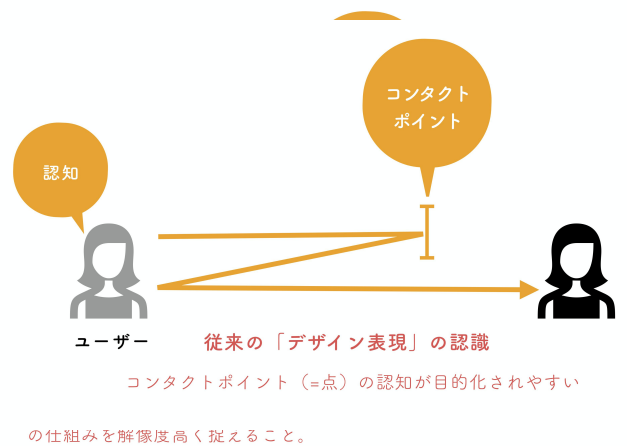 コンタクト
ポイント
認知
ユーザー
従来の「デザイン表現」の認識
コンタクトポイント（=点）の認知が目的化されやすい
の仕組みを解像度高く捉えること。